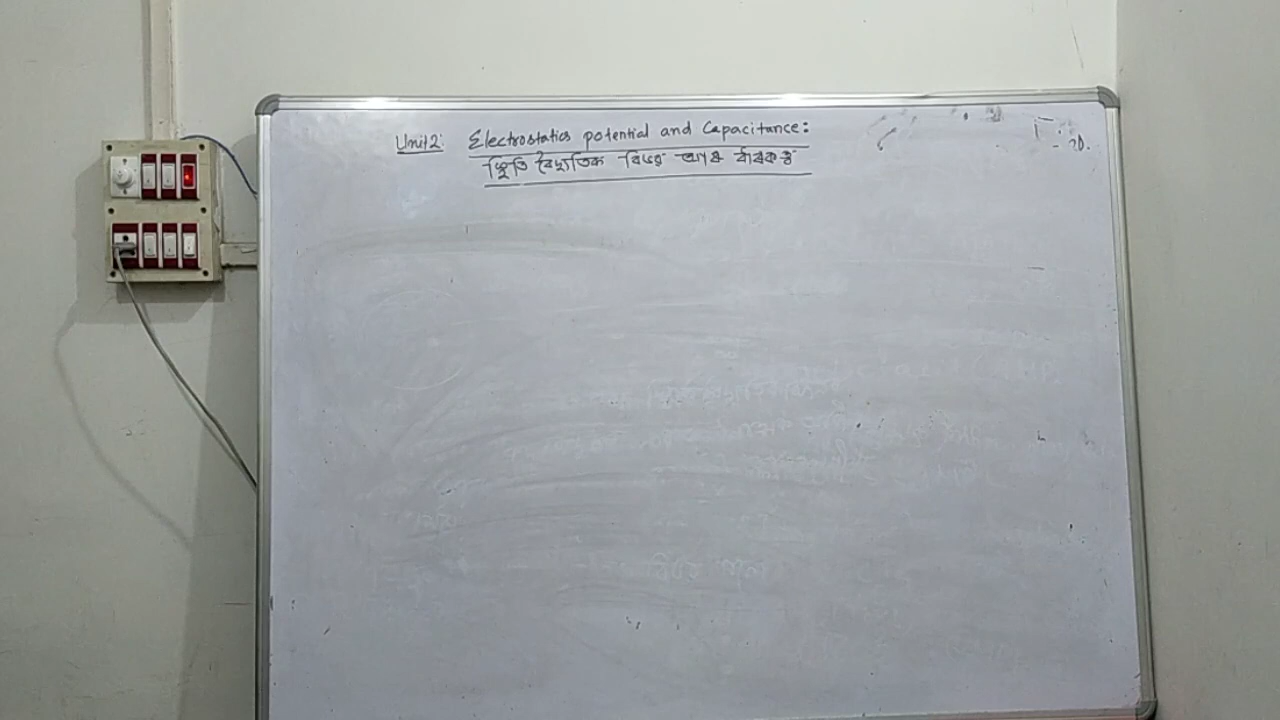 Unit 2: Electrostatics potential and Capacitance:
স্থিতি বৈদ্যুতিক বিভৱ আৰু ধাৰকত্ব